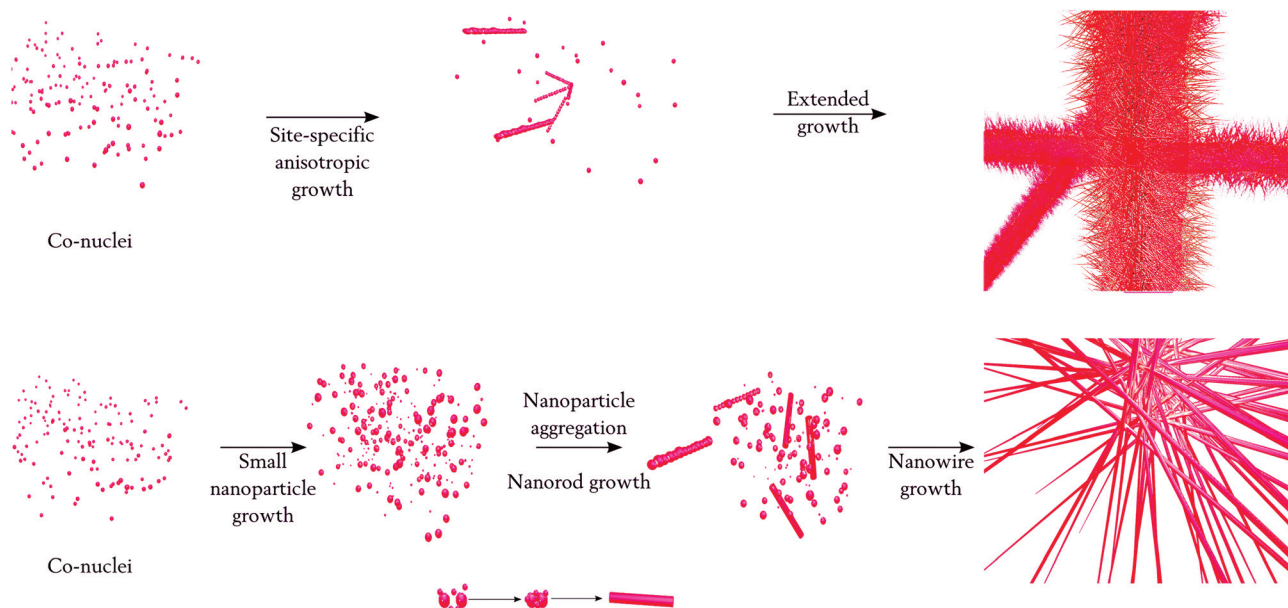 Site-specific
anisotropic
growth
Extended
growth
Co-nuclei
Small
nanoparticle
growth
Nanoparticle
aggregation
Nanorod growth
Nanowire
growth
Co-nuclei